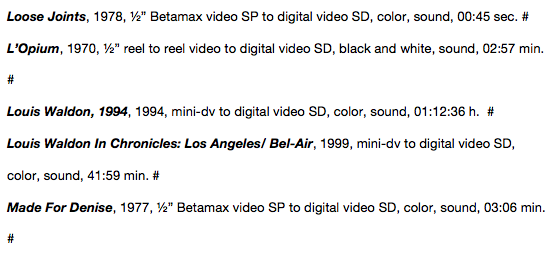 Loose Joints, 1978, ½” Betamax video SP to digital video SD, color, sound, 00:45 sec. #
L’Opium, 1970, ½” reel to reel video to digital video SD, black and white, sound, 02:57 min.
#
Louis Waldon, 1994, 1994, mini-dv to digital video SD, color, sound, 01:12:36 h.  #
Louis Waldon In Chronicles: Los Angeles/ Bel-Air, 1999, mini-dv to digital video SD,
color, sound, 41:59 min. #
Made For Denise, 1977, ½” Betamax video SP to digital video SD, color, sound, 03:06 min.
#